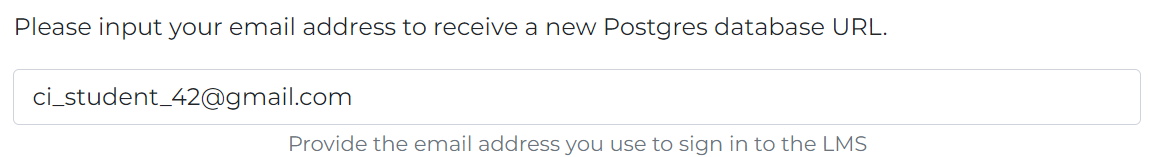 Please input your email address to receive a new Postgres database URL.
ci_student_42@gmail.com
Provide the email address you use to sign in to the LMS